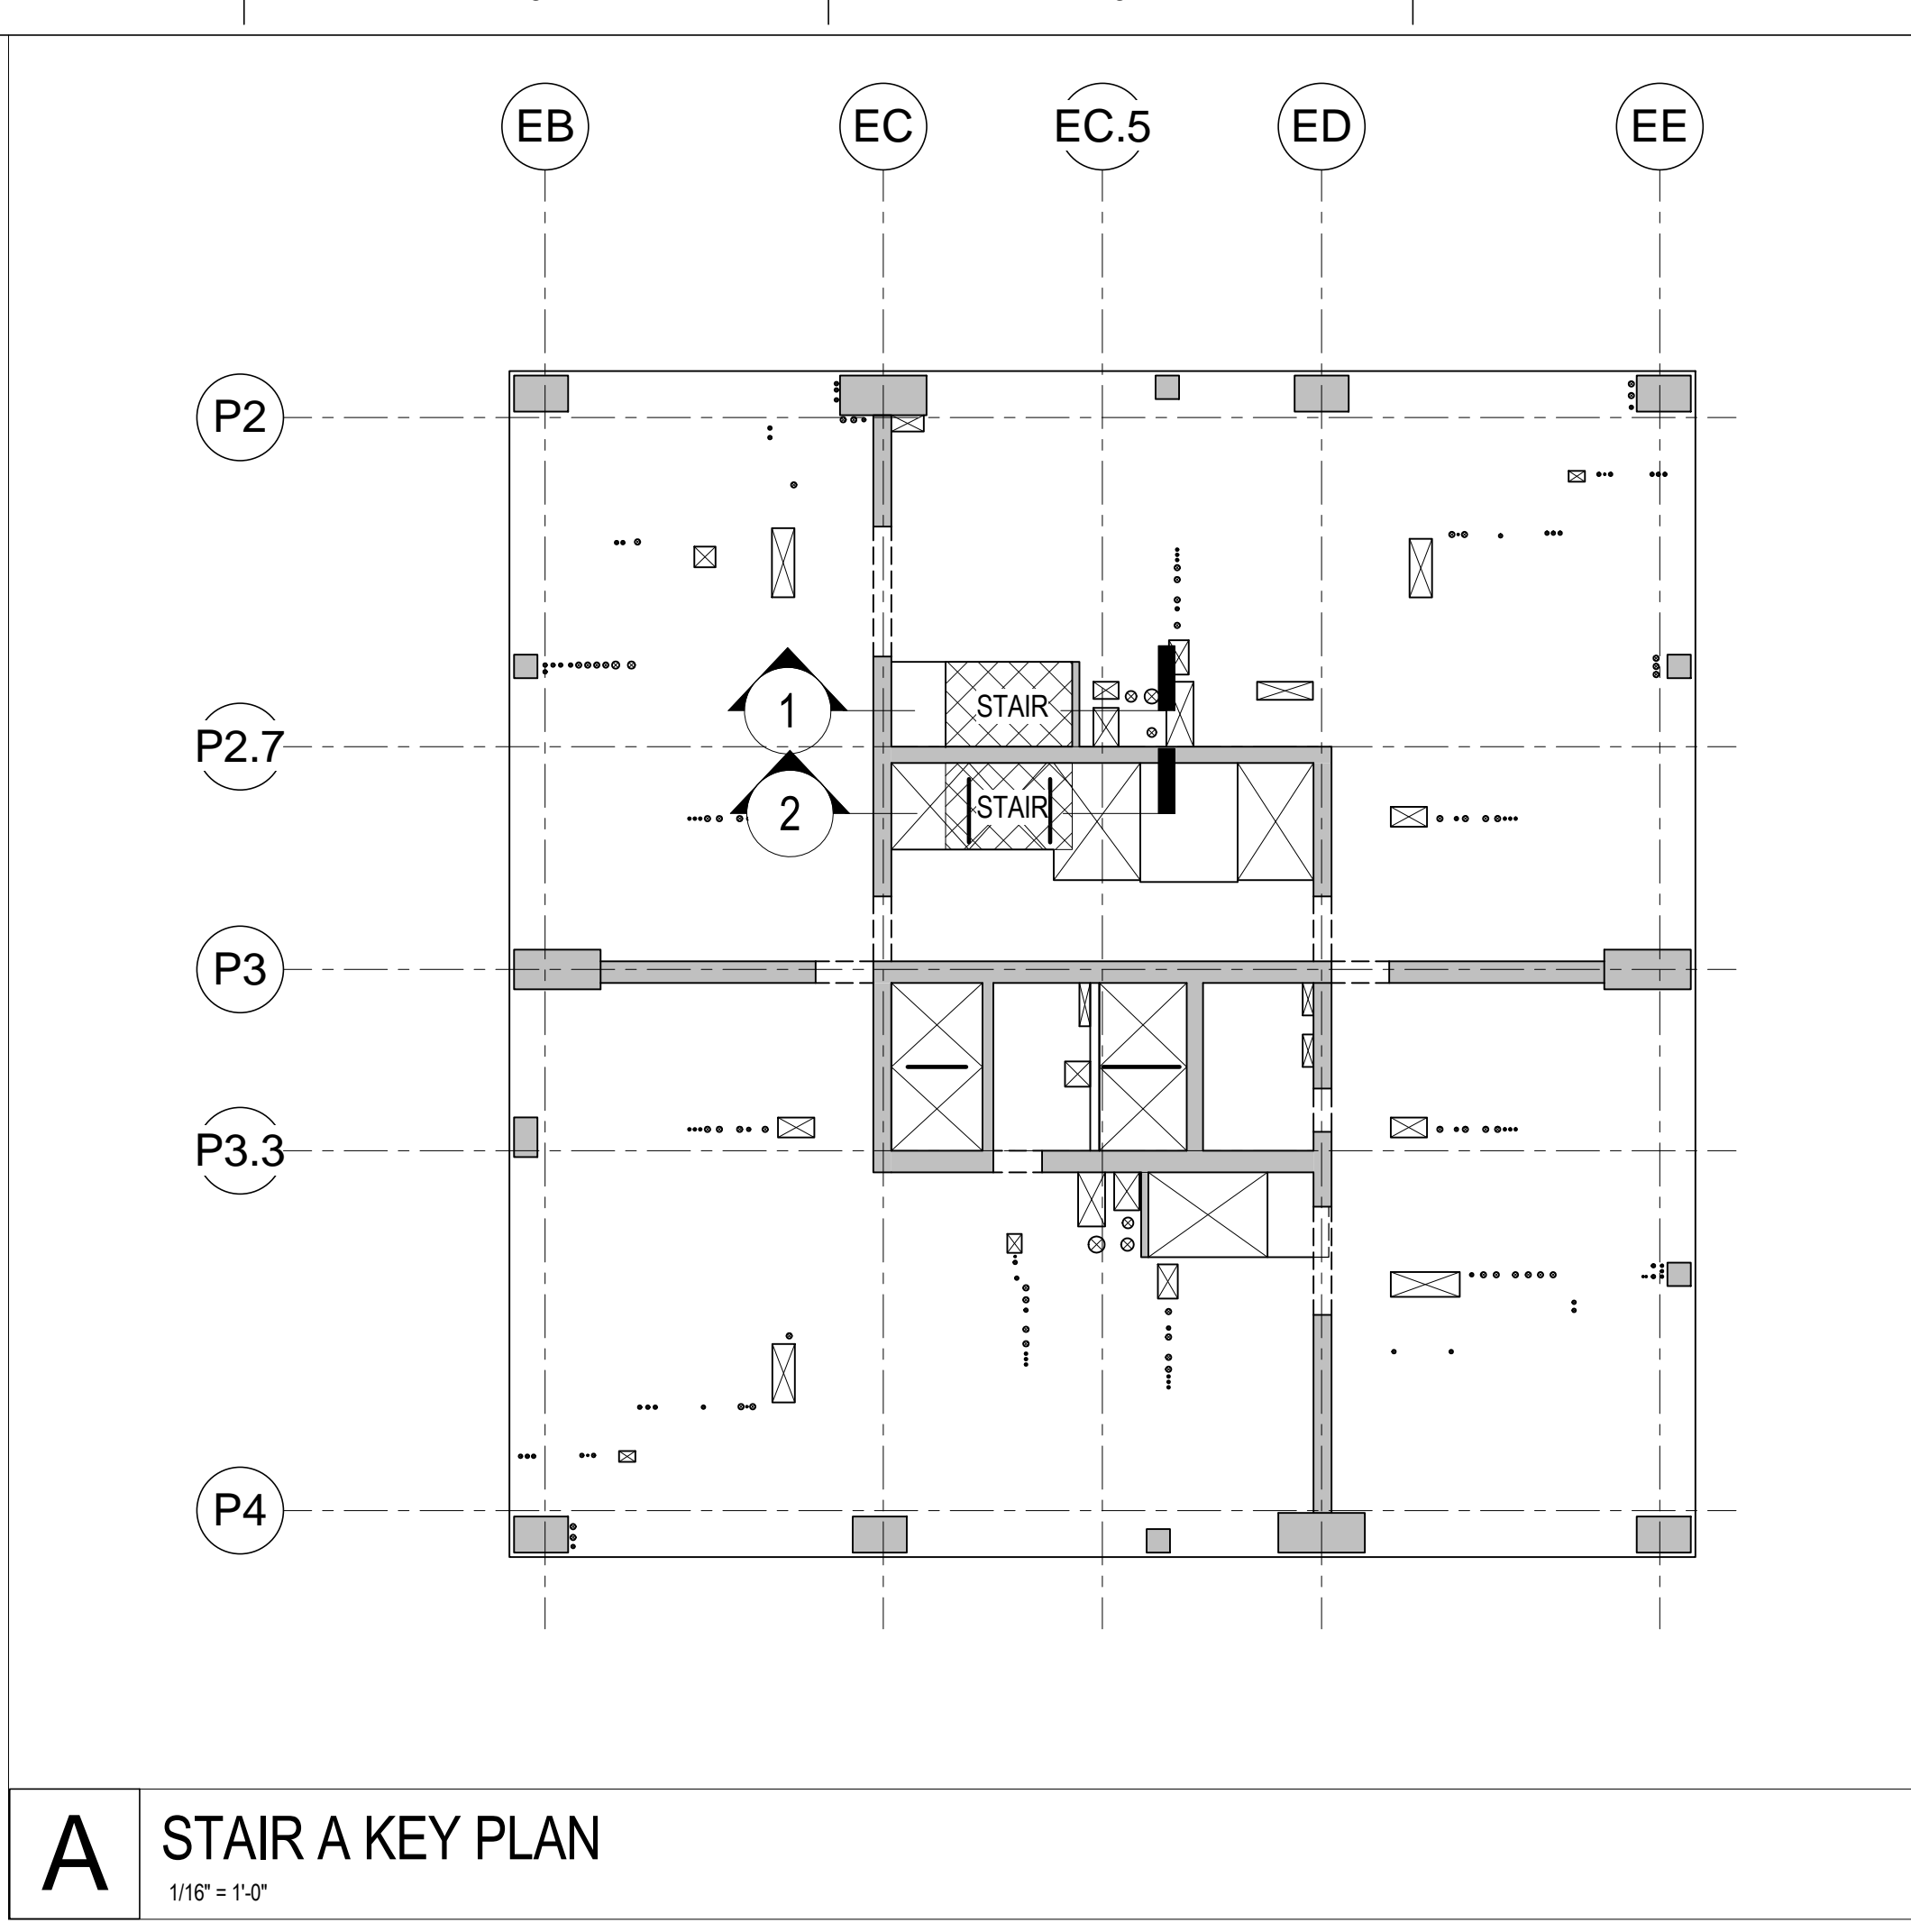 EB EC EC.5 ED EE
P2
STAIR
1
P2.7
STAIR
2
P3
P3.3
P4
A
STAIR A KEY PLAN
1/16" = 1'-0"